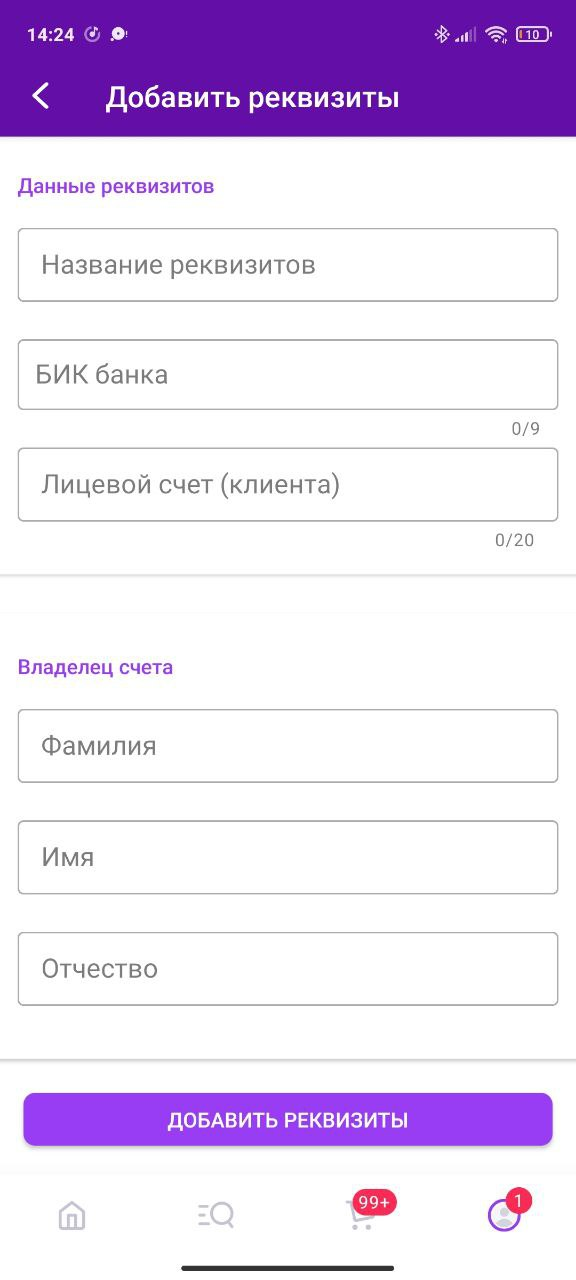 14:24
10
Добавить реквизиты
Данные реквизитов
Название реквизитов
БИК банка
0/9
Лицевой счет (клиента)
0/20
Владелец счета
Фамилия
Имя
Отчество
ДОБАВИТЬ РЕКВИЗИТЫ
99+
1